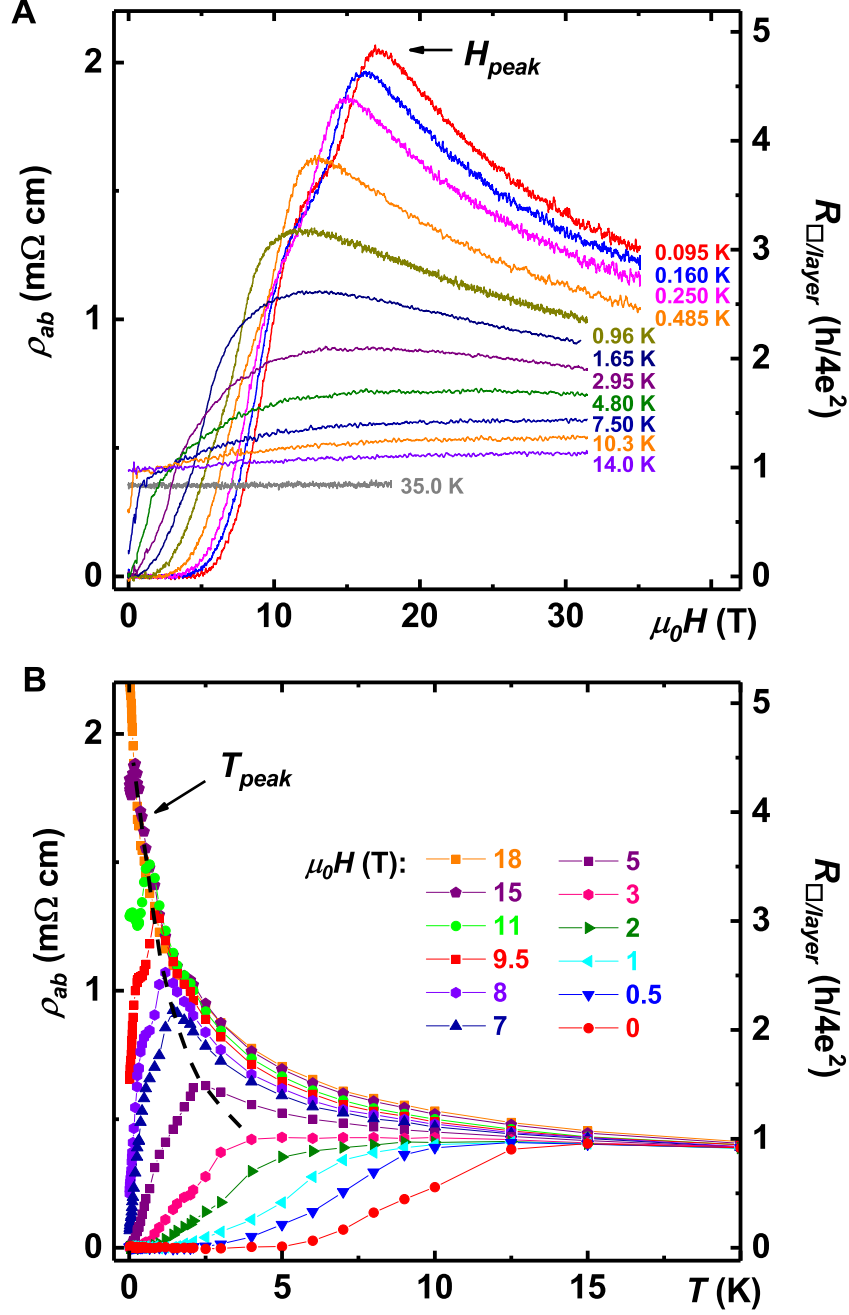 A
H_peak
2
1
0
ρ_ab (mΩ cm)
5
4
3
2
1
0
R_□/layer (h/4e²)
0.095 K
0.160 K
0.250 K
0.485 K
0.96 K
1.65 K
2.95 K
4.80 K
7.50 K
10.3 K
14.0 K
35.0 K
0 10 20 30 μ₀H (T)
B
T_peak
2
1
0
ρ_ab (mΩ cm)
μ₀H (T):
18 5
15 3
11 2
9.5 1
8 0.5
7 0
5
4
3
2
1
0
R_□/layer (h/4e²)
0 5 10 15 T (K)